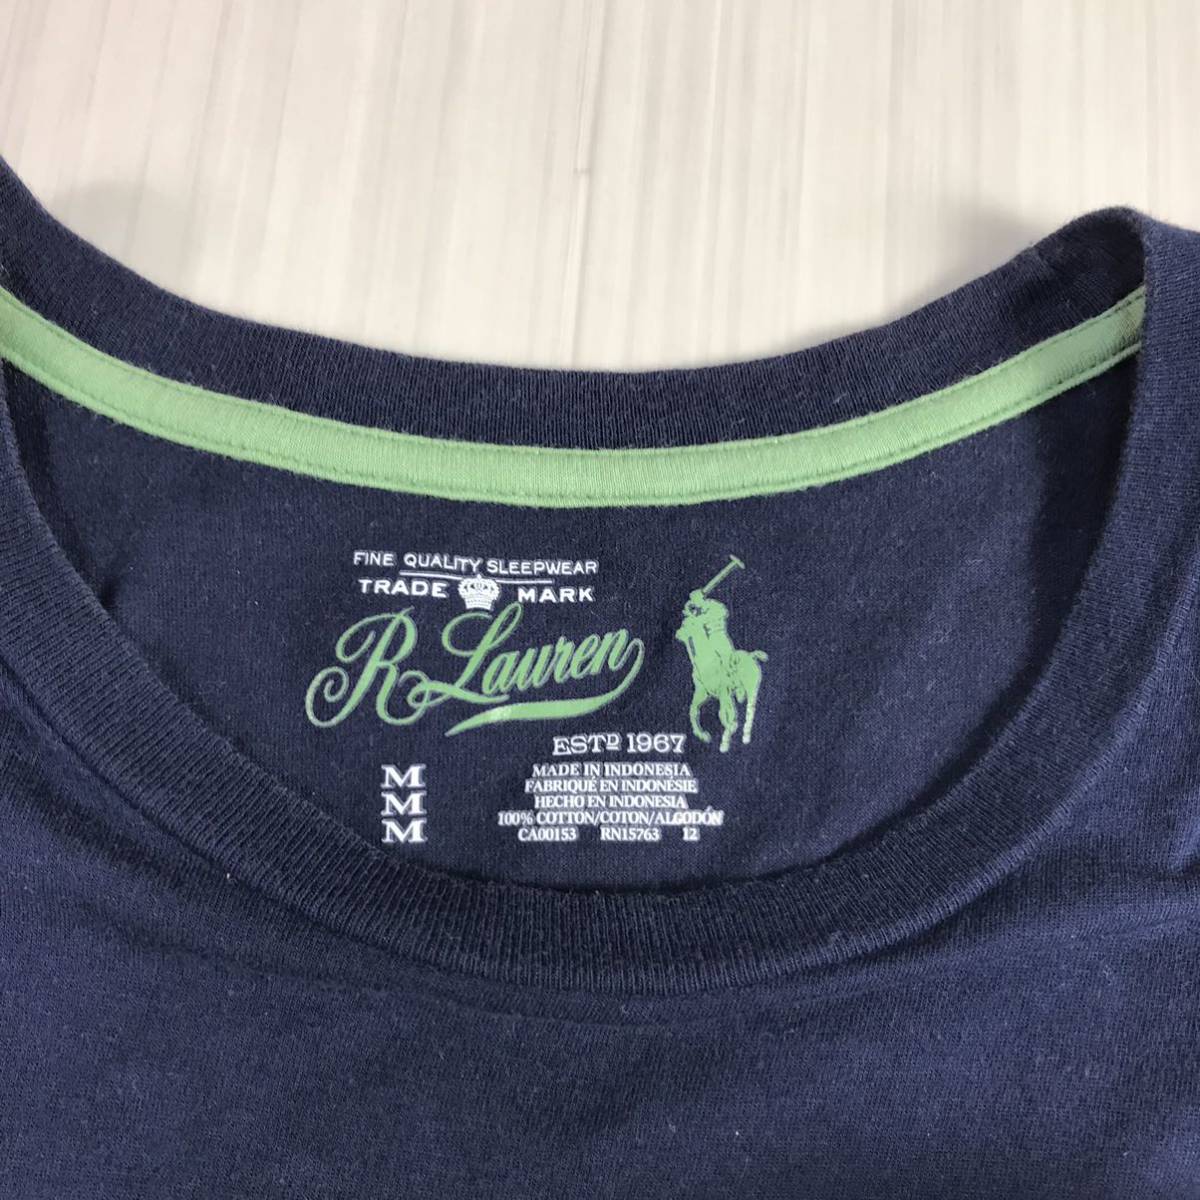 FINE QUALITY SLEEPWEAR
TRADE MARK
R Lauren
ESTD 1967
M
M
M
MADE IN INDONESIA
FABRIQUÉ EN INDONÉSIE
HECHO EN INDONESIA
100% COTTON/COTON/ALGODÓN
CA00153 RN15763 12